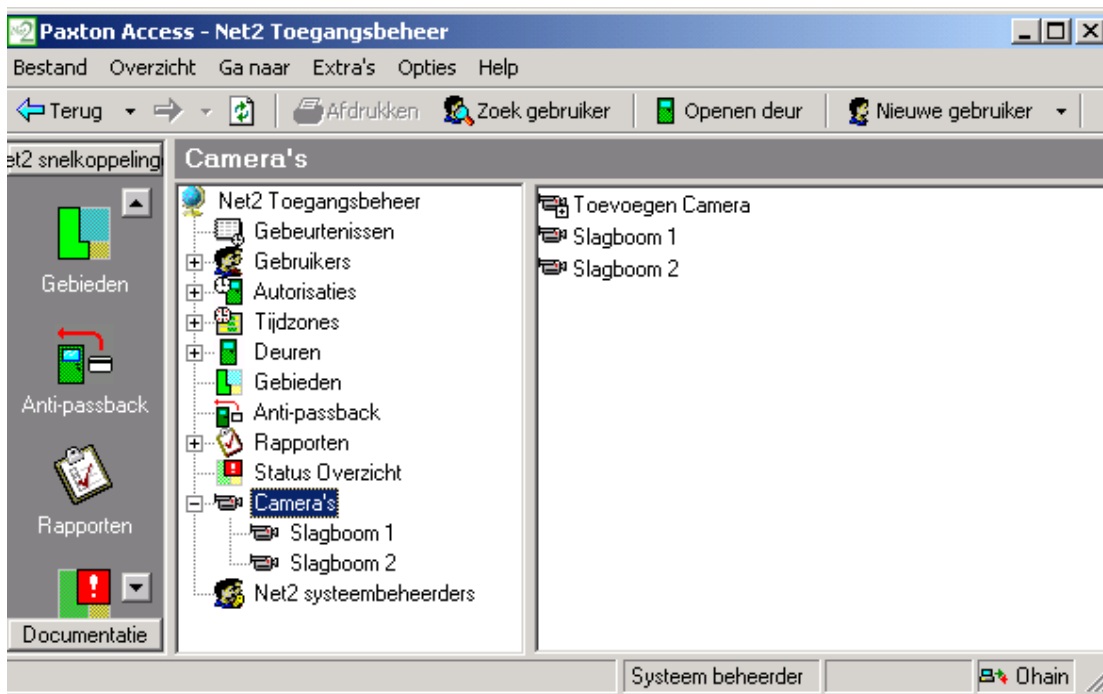 Paxton Access - Net2 Toegangsbeheer
Bestand Overzicht Ga naar Extra's Opties Help
Terug Afdrukken Zoek gebruiker Openen deur Nieuwe gebruiker
et2 snelkoppeling
Camera's
Gebieden
Anti-passback
Rapporten
Documentatie
Net2 Toegangsbeheer
Gebeurtenissen
Gebruikers
Autorisaties
Tijdzones
Deuren
Gebieden
Anti-passback
Rapporten
Status Overzicht
Camera's
Slagboom 1
Slagboom 2
Net2 systeembeheerders
Toevoegen Camera
Slagboom 1
Slagboom 2
Systeem beheerder
Ohain